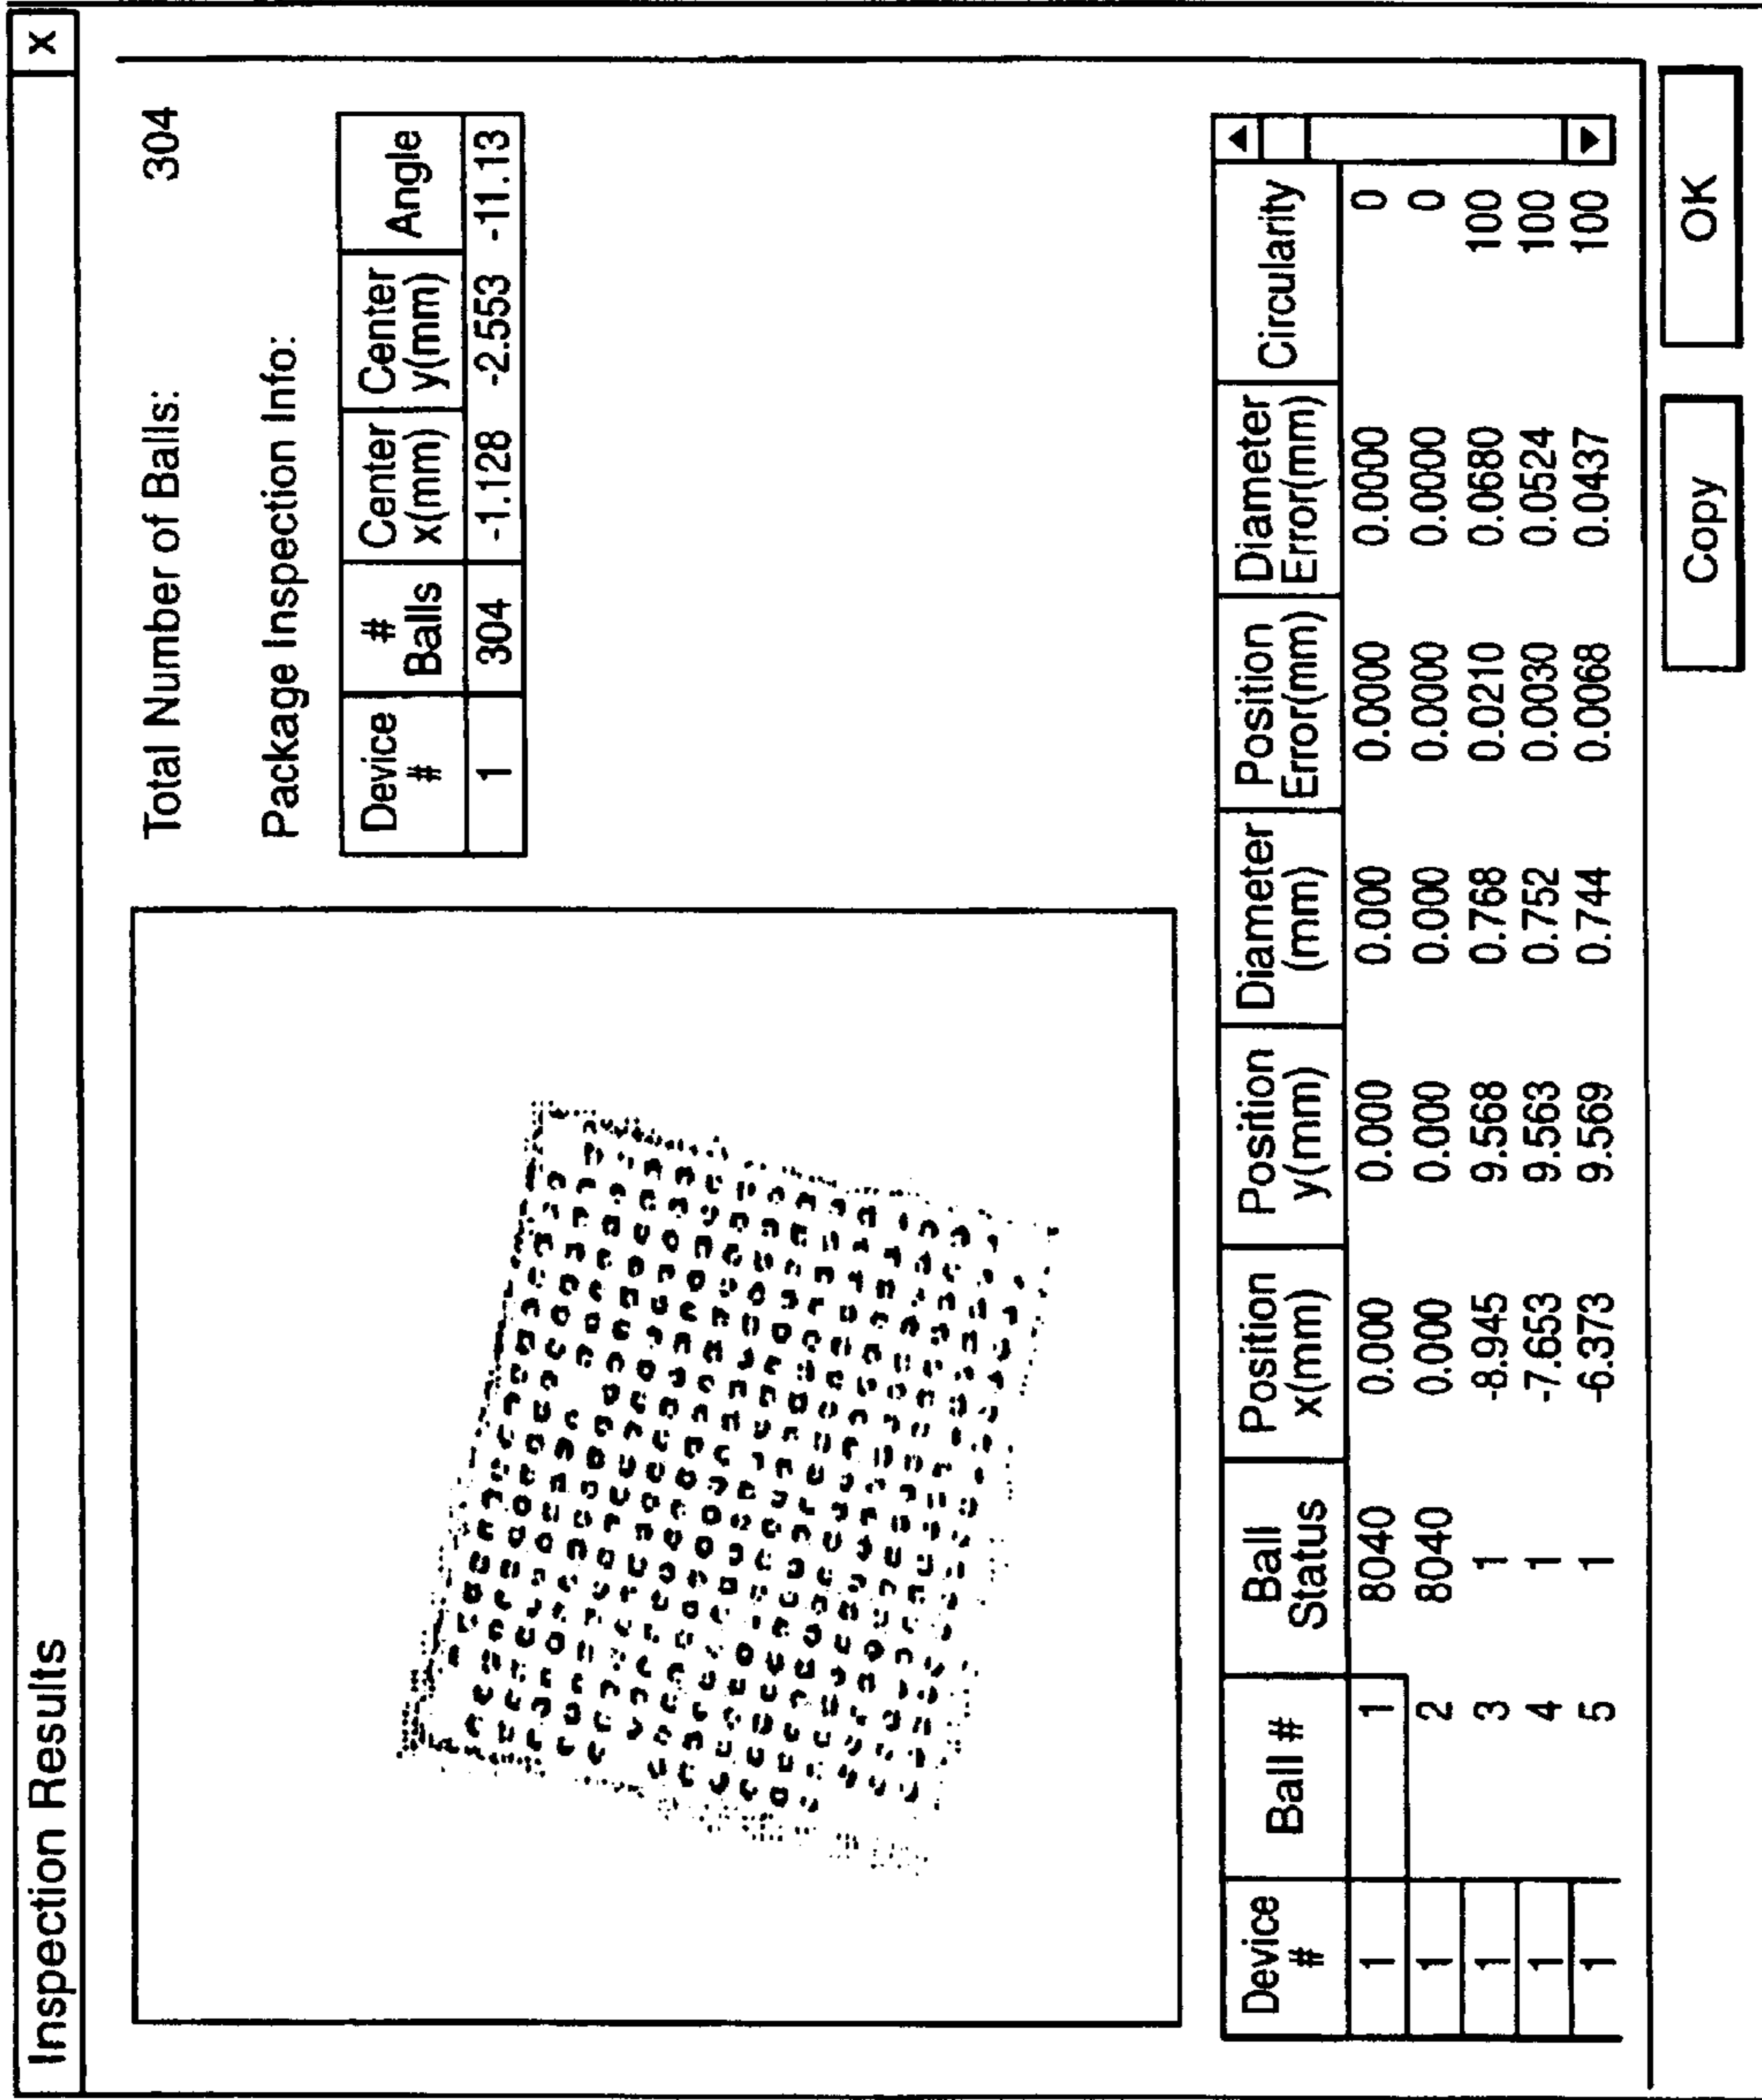 Inspection Results X
Total Number of Balls: 304
Package Inspection Info:
Device # # Balls Center x(mm) Center y(mm) Angle
1 304 -1.128 -2.553 -11.13
Device # Ball # Ball Status Position x(mm) Position y(mm) Diameter (mm) Position Error(mm) Diameter Error(mm) Circularity
1 1 8040 0.000 0.000 0.000 0.0000 0.0000 0
1 2 8040 0.000 0.000 0.000 0.0000 0.0000 0
1 3 1 -8.945 9.568 0.768 0.0210 0.0680 100
1 4 1 -7.653 9.563 0.752 0.0030 0.0524 100
1 5 1 -6.373 9.569 0.744 0.0068 0.0437 100
Copy OK